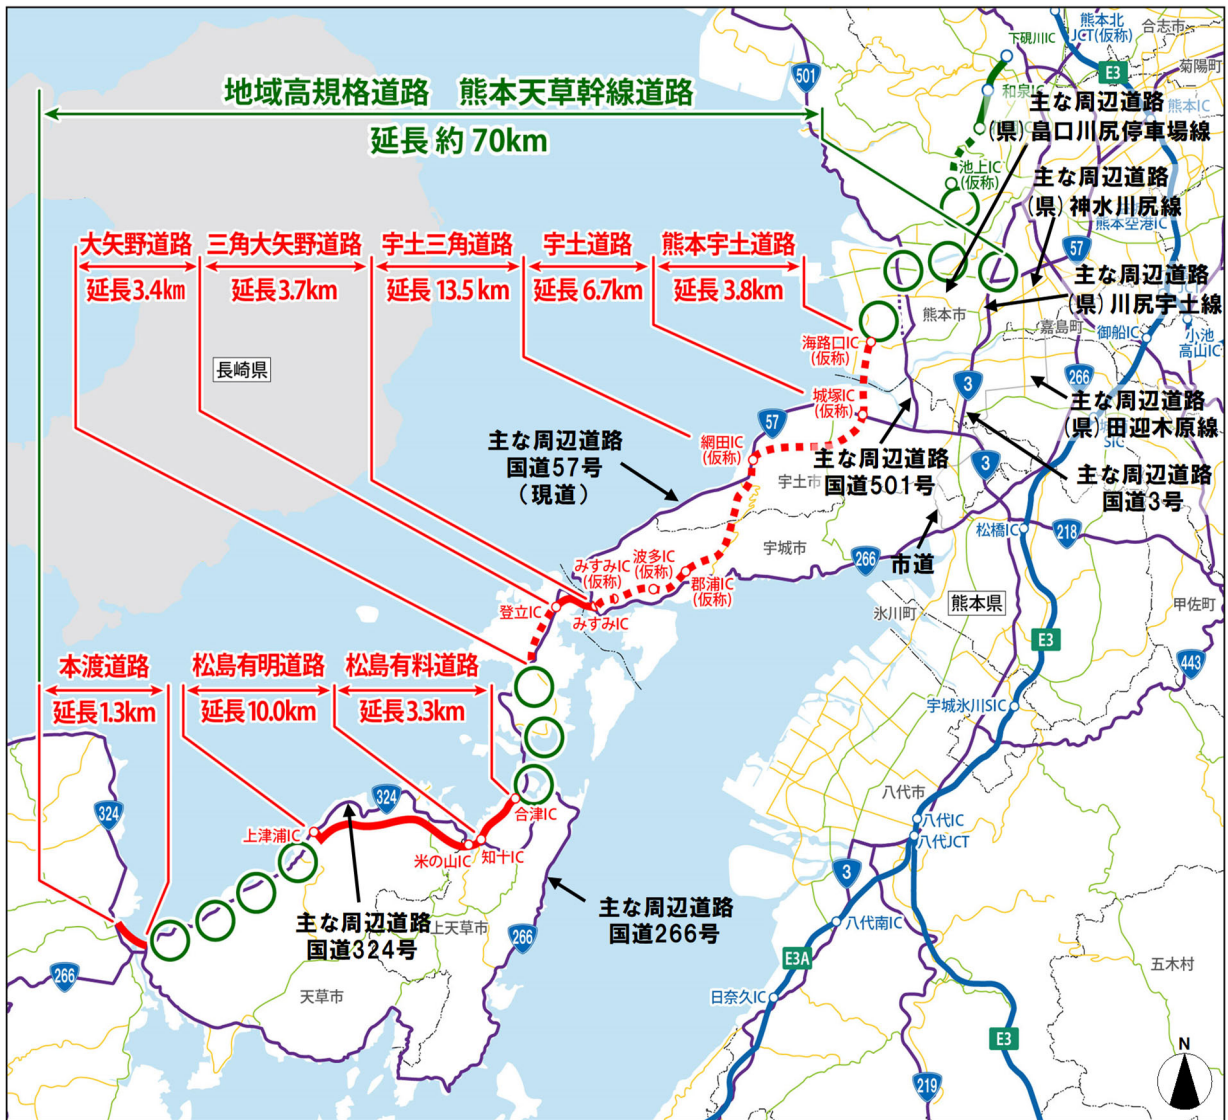 地域高規格道路　熊本天草幹線道路
延長 約 70km
大矢野道路
延長3.4㎞
三角大矢野道路
延長3.7km
宇土三角道路
延長 13.5 km
宇土道路
延長 6.7km
熊本宇土道路
延長 3.8km
本渡道路
延長1.3km
松島有明道路
延長 10.0km
松島有料道路
延長3.3km
長崎県
501
下硯川IC
熊本北
JCT(仮称)
合志市
菊陽町
E3
和泉IC
熊本IC
主な周辺道路
(県)畠口川尻停車場線
池上IC
(仮称)
主な周辺道路
(県)神水川尻線
熊本空港IC
57
主な周辺道路
(県)川尻宇土線
熊本市
嘉島町
御船IC
小池
高山IC
海路口IC
(仮称)
3
266
主な周辺道路
(県)田迎木原線
SIC
城塚IC
(仮称)
57
網田IC
(仮称)
主な周辺道路
国道57号
(現道)
主な周辺道路
国道501号
3
主な周辺道路
国道3号
宇土市
宇城市
松橋IC
218
266
市道
みすみIC
(仮称)
波多IC
(仮称)
郡浦IC
(仮称)
登立IC
みすみIC
氷川町
熊本県
甲佐町
E3
443
宇城氷川SIC
八代市
八代IC
八代JCT
324
324
上津浦IC
合津IC
米の山IC
知十IC
3
主な周辺道路
国道324号
上天草市
主な周辺道路
国道266号
266
八代南IC
E3A
五木村
266
天草市
日奈久IC
E3
219
N